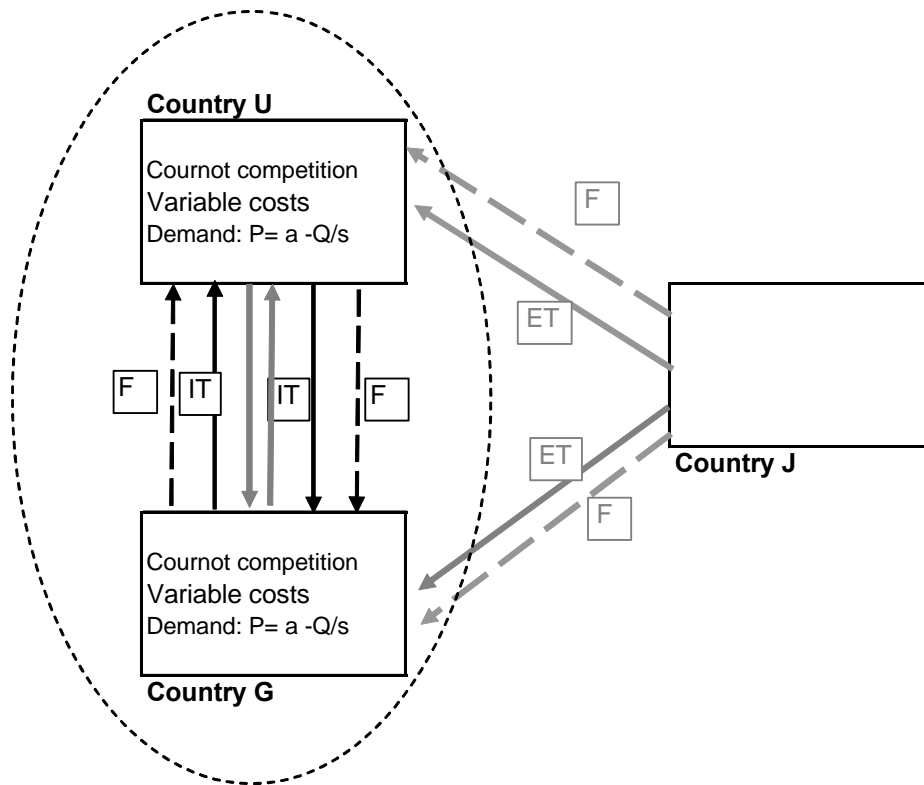 Country U
Cournot competition
Variable costs
Demand: P= a -Q/s
F
ET
F
IT
IT
F
ET
F
Country J
Cournot competition
Variable costs
Demand: P= a -Q/s
Country G